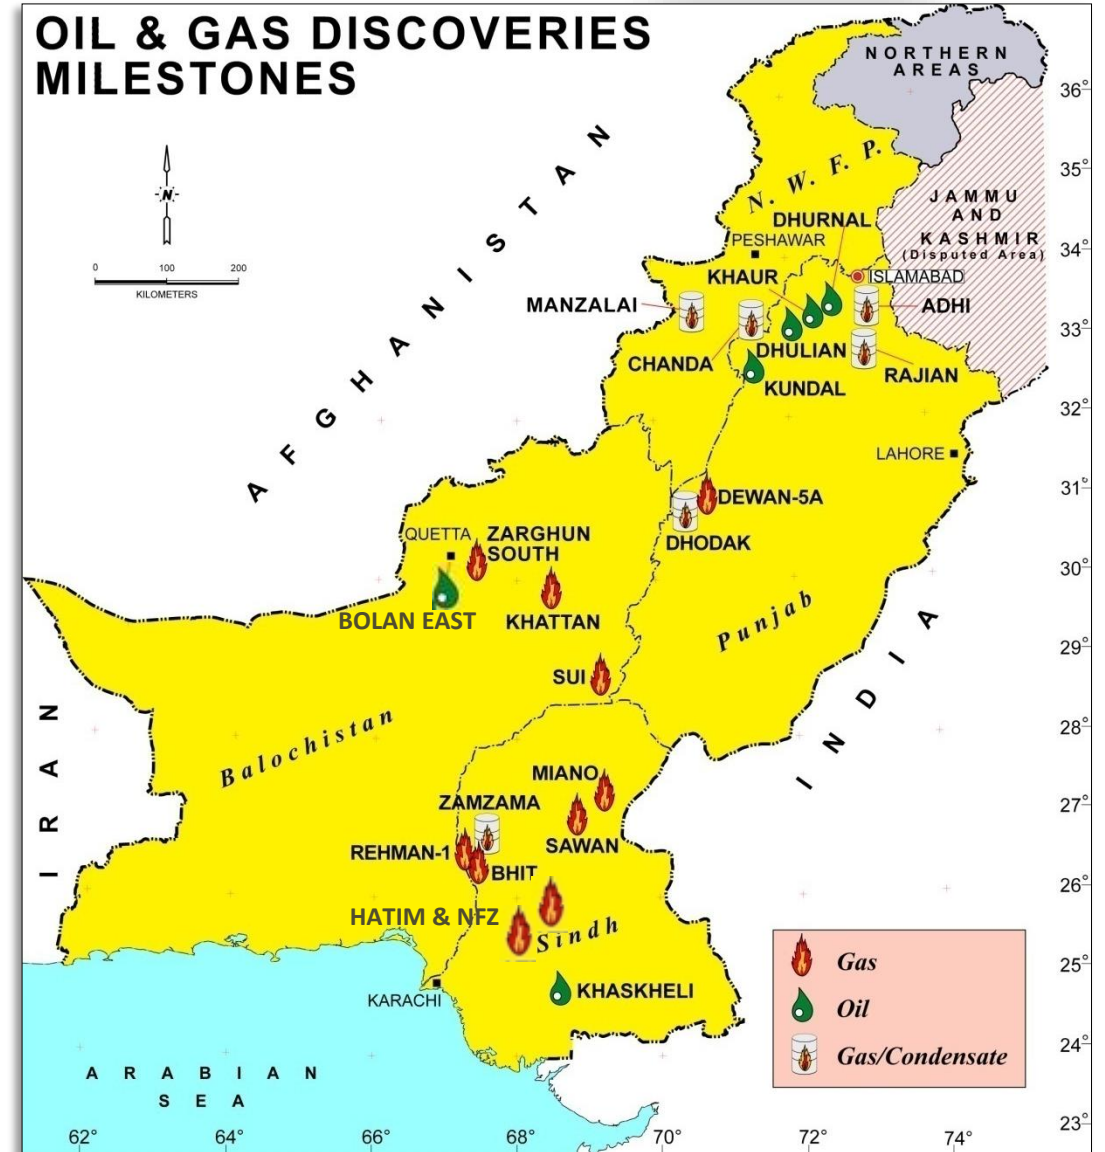 OIL & GAS DISCOVERIES
MILESTONES
NORTHERN
AREAS
36°
AFGHANISTAN
N. W. F. P.
35°
N
JAMMU
AND
KASHMIR
(Disputed Area)
DHURNAL
PESHAWAR
34°
0 100 200
KILOMETERS
KHAUR
ISLAMABAD
MANZALAI
ADHI
33°
DHULIAN
CHANDA
RAJIAN
KUNDAL
32°
LAHORE
31°
DEWAN-5A
QUETTA
ZARGHUN
SOUTH
DHODAK
30°
BOLAN EAST
KHATTAN
Punjab
INDIA
29°
SUI
IRAN
Balochistan
28°
MIANO
ZAMZAMA
27°
REHMAN-1
SAWAN
BHIT
26°
HATIM & NFZ
Sindh
Gas
25°
KARACHI
KHASKHELI
Oil
24°
Gas/Condensate
ARABIAN
SEA
23°
62° 64° 66° 68° 70° 72° 74°